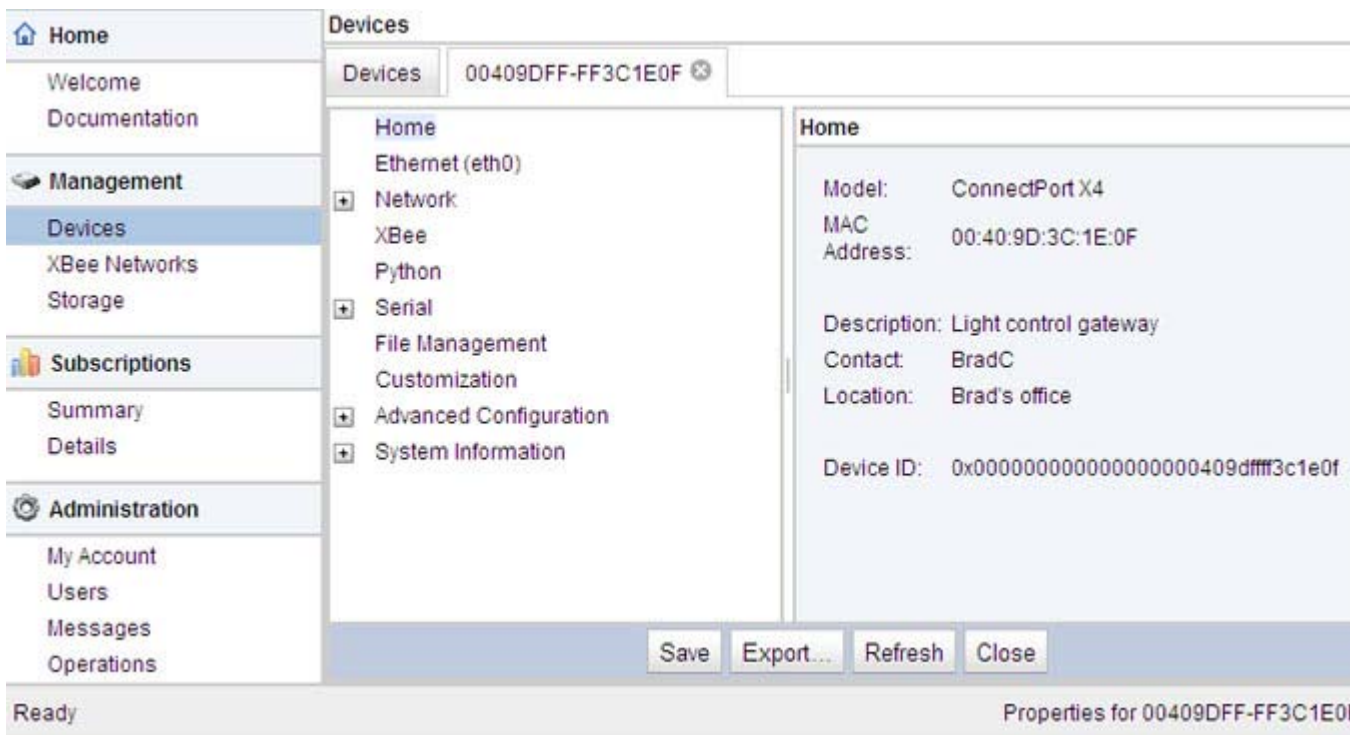 Home
Welcome
Documentation
Management
Devices
XBee Networks
Storage
Subscriptions
Summary
Details
Administration
My Account
Users
Messages
Operations
Devices
Devices
00409DFF-FF3C1E0F
Home
Ethernet (eth0)
Network
XBee
Python
Serial
File Management
Customization
Advanced Configuration
System Information
Home
Model: ConnectPort X4
MAC
Address: 00:40:9D:3C:1E:0F
Description: Light control gateway
Contact: BradC
Location: Brad's office
Device ID: 0x0000000000000000000409dffff3c1e0f
Save Export... Refresh Close
Ready
Properties for 00409DFF-FF3C1E0